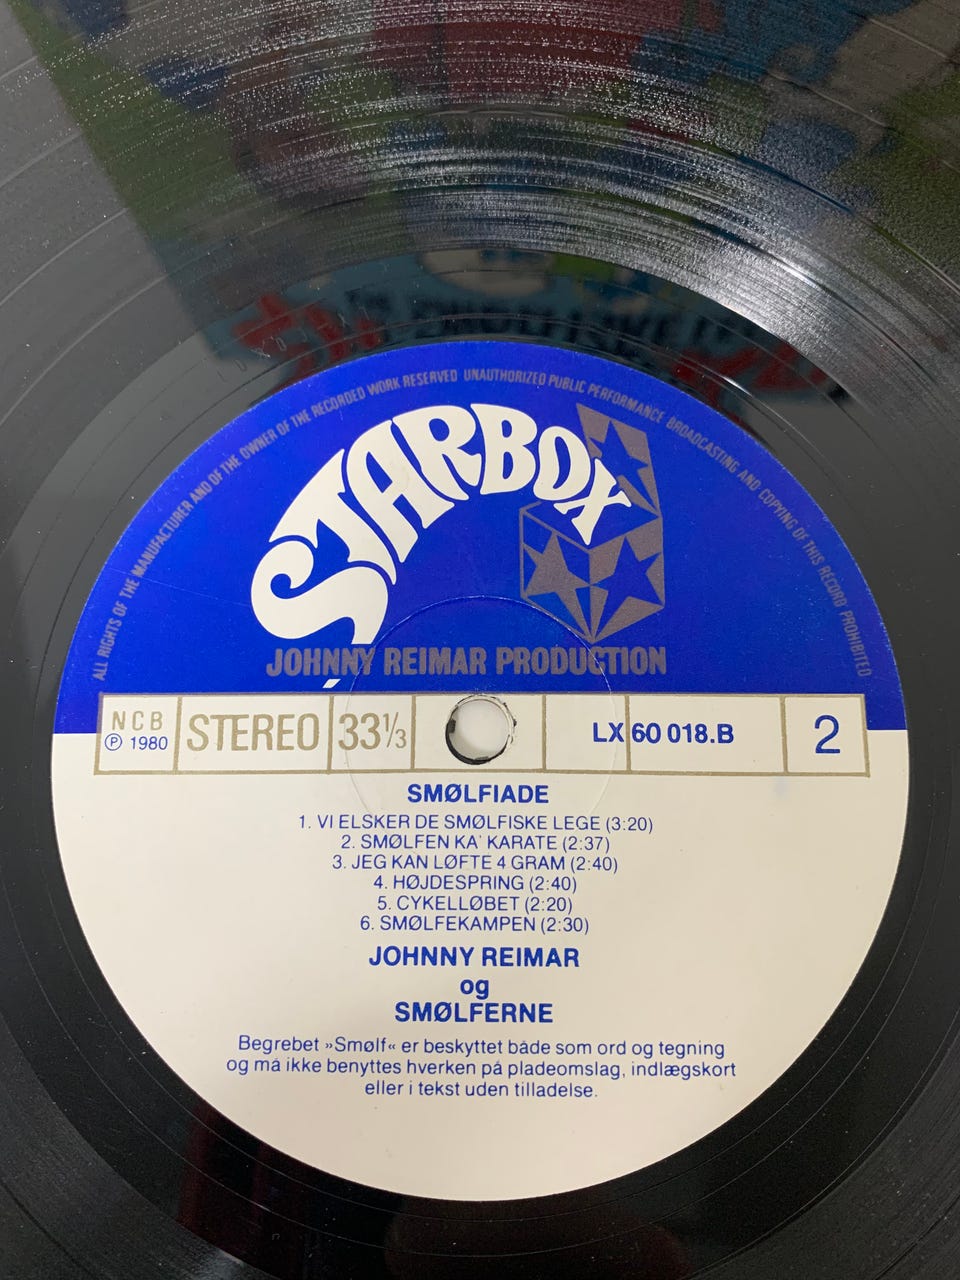 ALL RIGHTS OF THE MANUFACTURER AND OF THE OWNER OF THE RECORDED WORK RESERVED UNAUTHORIZED PUBLIC PERFORMANCE BROADCASTING AND COPYING OF THIS RECORD PROHIBITED
STARBOX
JOHNNY REIMAR PRODUCTION
NCB
℗ 1980
STEREO
33⅓
LX 60 018.B
2
SMØLFIADE
1. VI ELSKER DE SMØLFISKE LEGE (3:20)
2. SMØLFEN KA' KARATE (2:37)
3. JEG KAN LØFTE 4 GRAM (2:40)
4. HØJDESPRING (2:40)
5. CYKELLØBET (2:20)
6. SMØLFEKAMPEN (2:30)
JOHNNY REIMAR
og
SMØLFERNE
Begrebet »Smølf« er beskyttet både som ord og tegning
og må ikke benyttes hverken på pladeomslag, indlægskort
eller i tekst uden tilladelse.